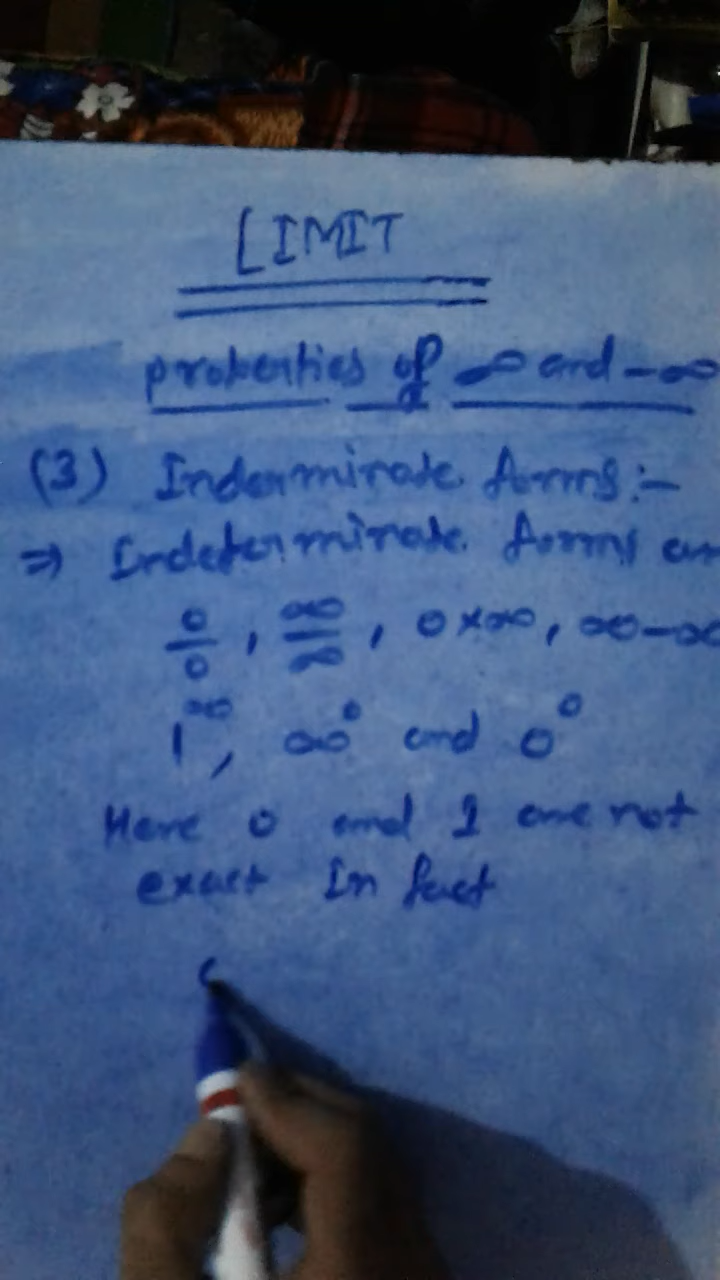 LIMIT
properties of ∞ and -∞
(3) Inderminate forms:-
⇒ Indeterminate forms are
0/0, ∞/∞, 0×∞, ∞-∞
1^∞, ∞^0 and 0^0
Here 0 and 1 are not
exact In fact